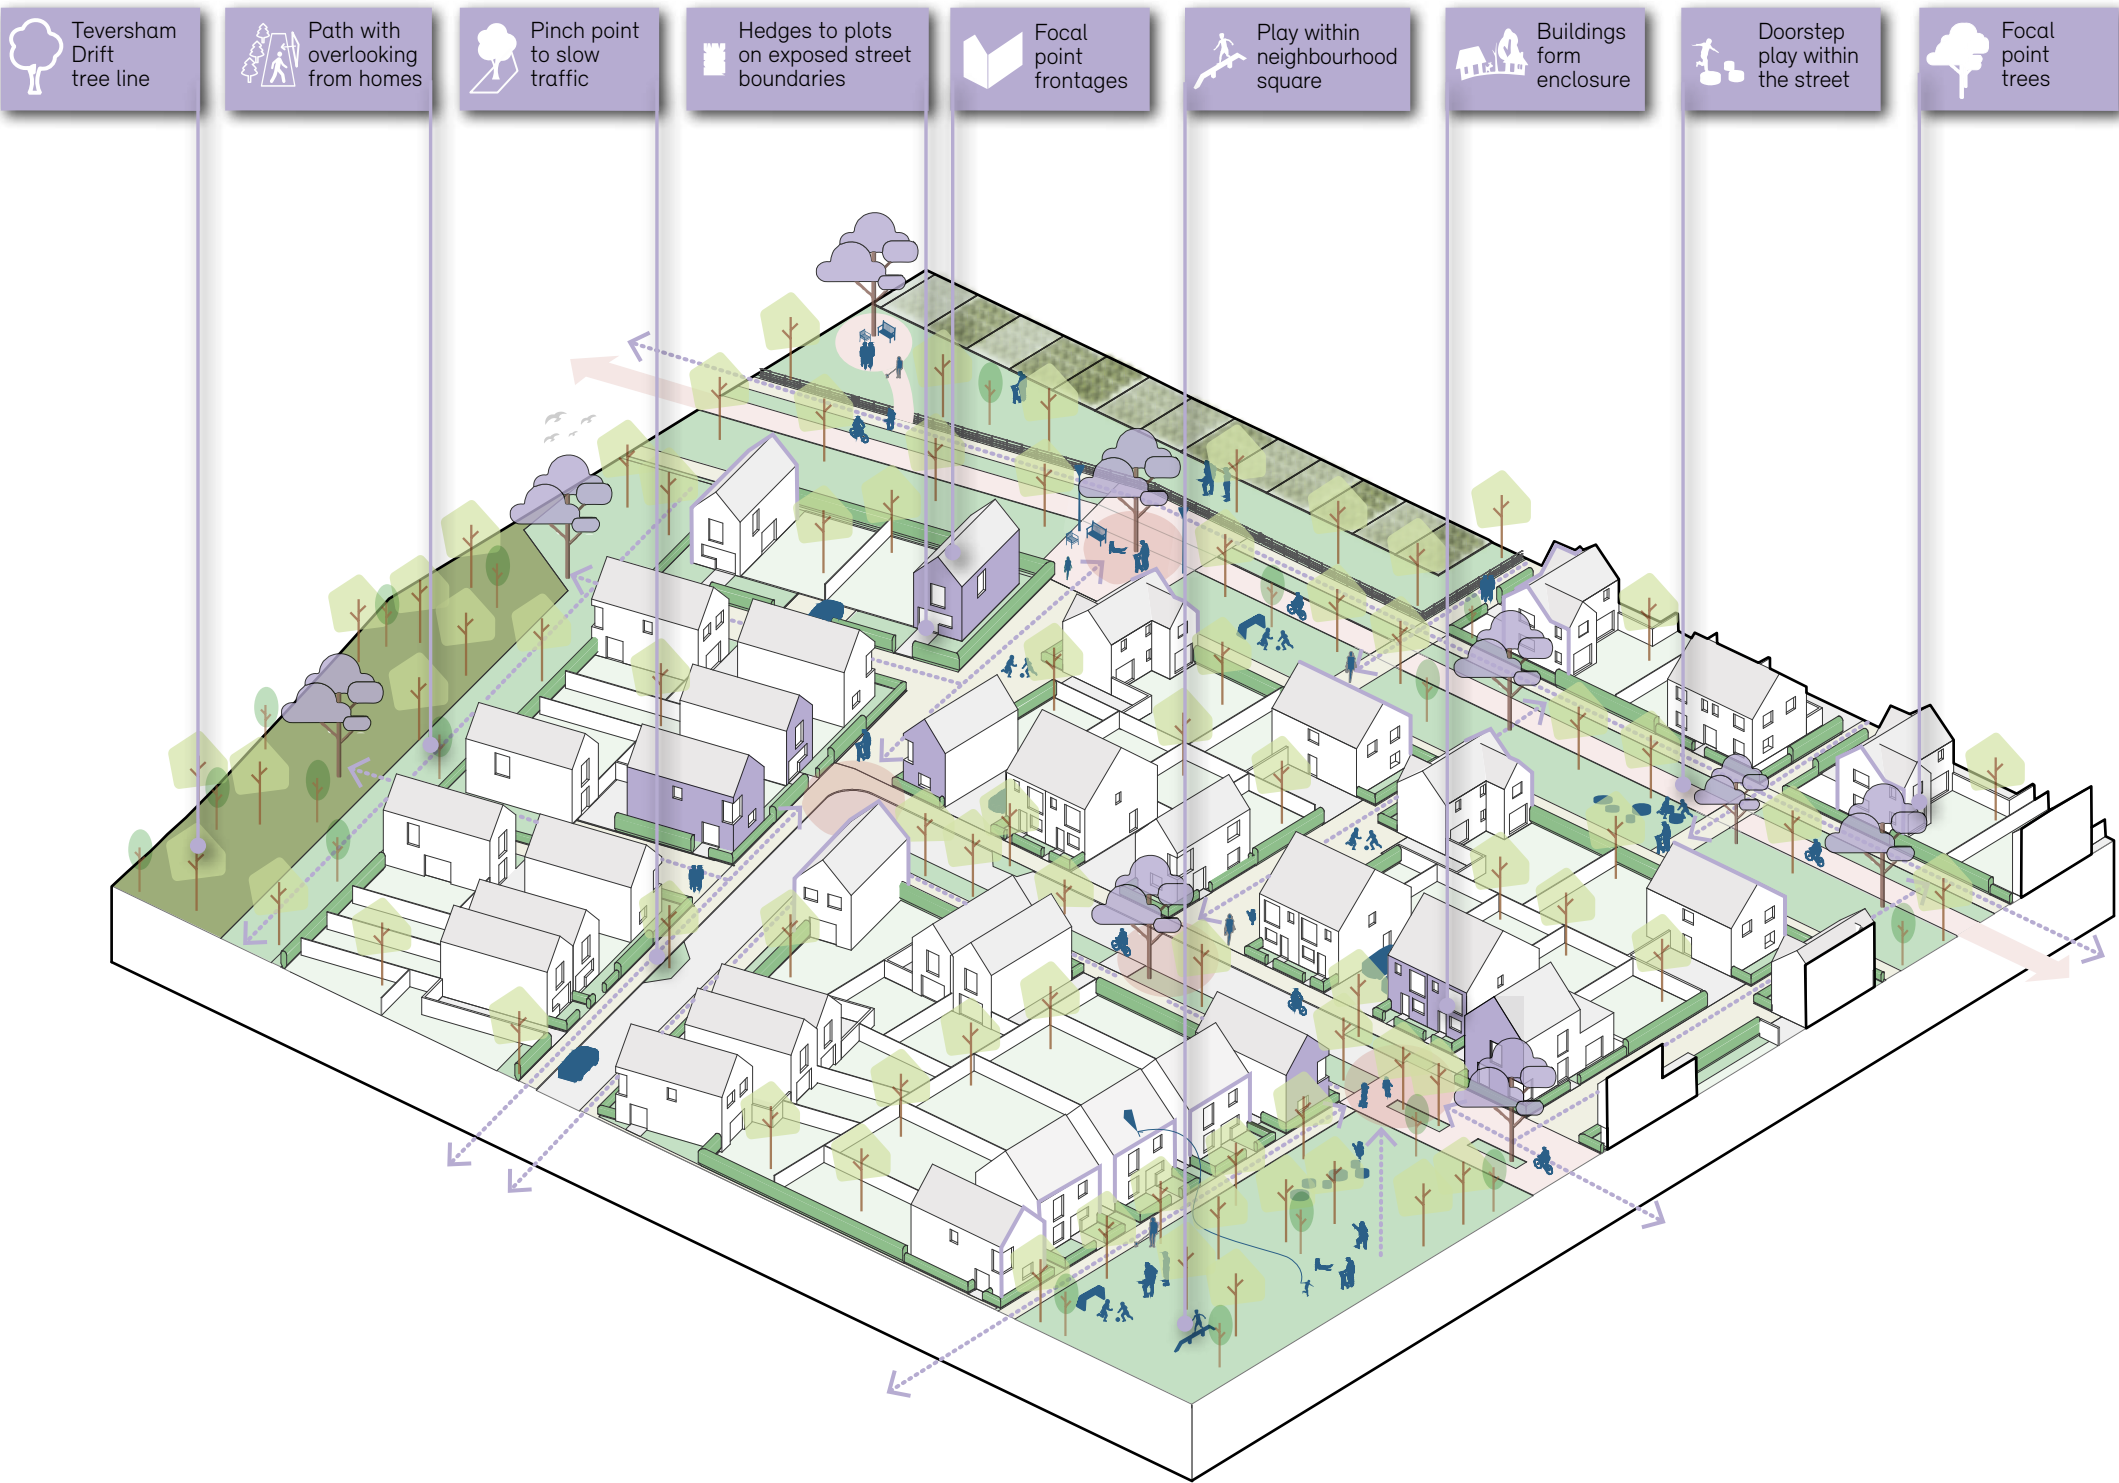 Teversham
Drift
tree line
Path with
overlooking
from homes
Pinch point
to slow
traffic
Hedges to plots
on exposed street
boundaries
Focal
point
frontages
Play within
neighbourhood
square
Buildings
form
enclosure
Doorstep
play within
the street
Focal
point
trees